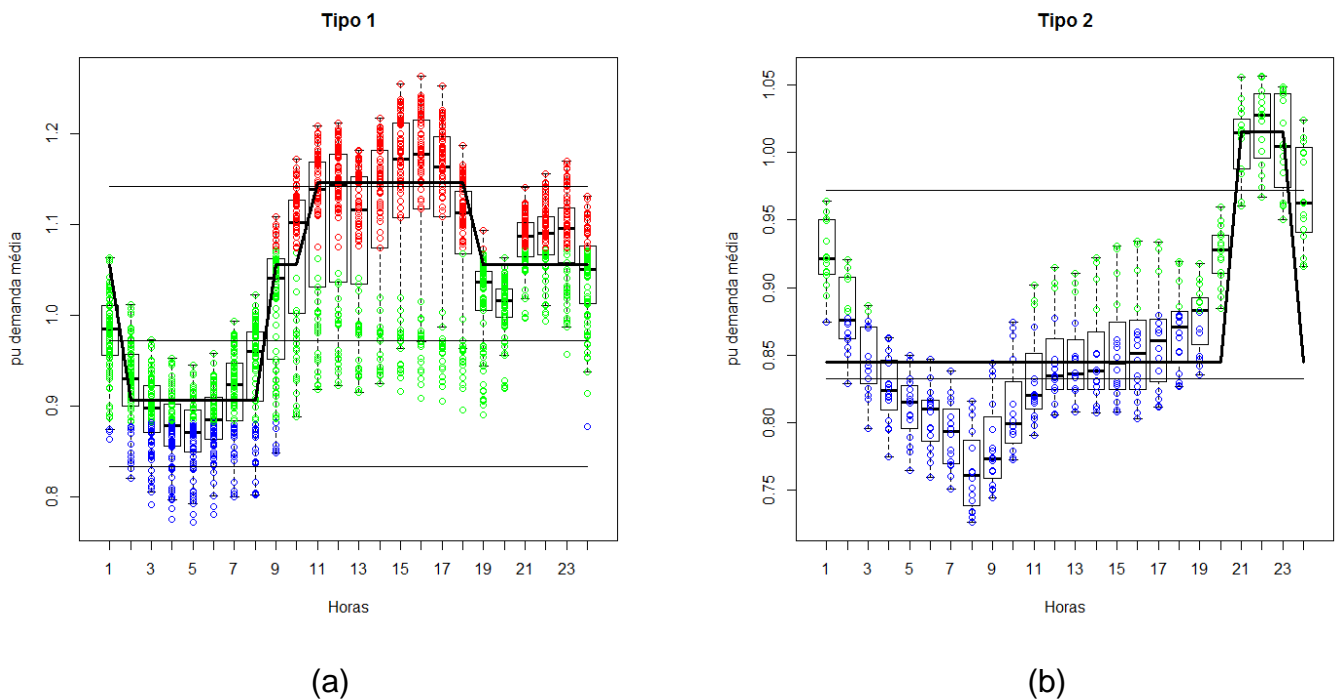 Tipo 1
pu demanda média
1.2
1.1
1.0
0.9
0.8
1 3 5 7 9 11 13 15 17 19 21 23
Horas
(a)
Tipo 2
pu demanda média
1.05
1.00
0.95
0.90
0.85
0.80
0.75
1 3 5 7 9 11 13 15 17 19 21 23
Horas
(b)